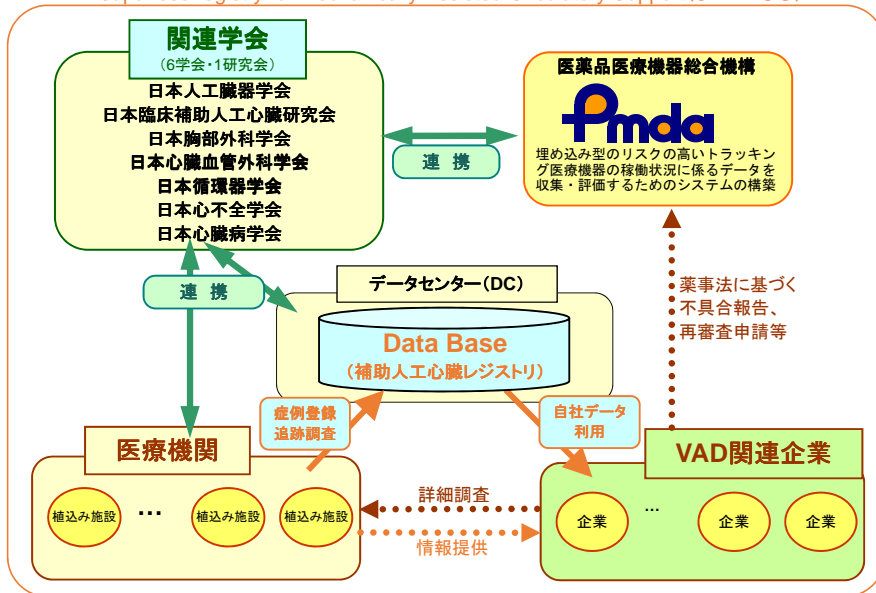 関連学会
（6学会・1研究会）
日本人工臓器学会
日本臨床補助人工心臓研究会
日本胸部外科学会
日本心臓血管外科学会
日本循環器学会
日本心不全学会
日本心臓病学会
連 携
医薬品医療機器総合機構
Pmda
埋め込み型のリスクの高いトラッキン
グ医療機器の稼働状況に係るデータを
収集・評価するためのシステムの構築
連 携
データセンター（DC）
Data Base
（補助人工心臓レジストリ）
薬事法に基づく
不具合報告、
再審査申請等
症例登録
追跡調査
自社データ
利用
医療機関
植込み施設
…
植込み施設
植込み施設
詳細調査
情報提供
VAD関連企業
企業
…
企業
企業